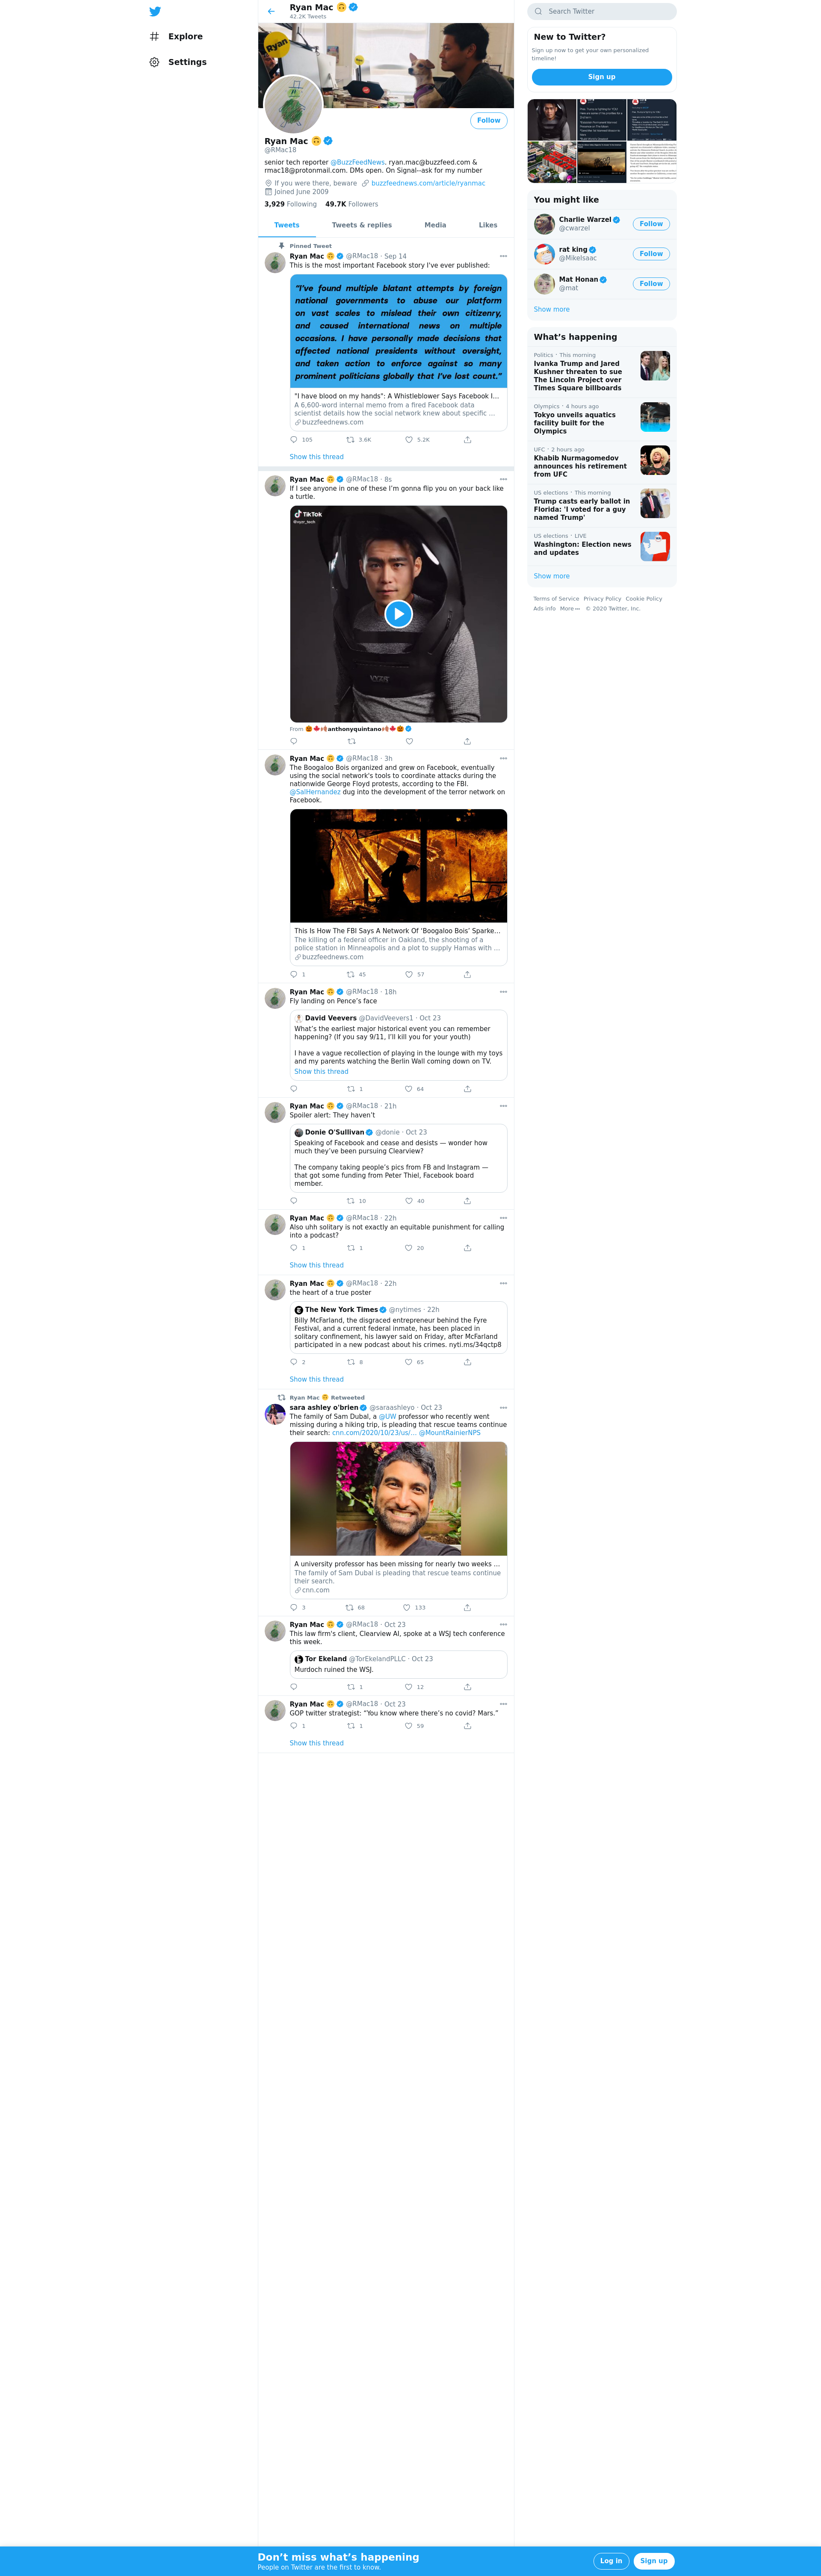 Explore
Settings
Ryan Mac 🙃
42.2K Tweets
Ryan
Follow
Ryan Mac 🙃
@RMac18
senior tech reporter @BuzzFeedNews. ryan.mac@buzzfeed.com &
rmac18@protonmail.com. DMs open. On Signal--ask for my number
If you were there, beware buzzfeednews.com/article/ryanmac
Joined June 2009
3,929 Following 49.7K Followers
Tweets Tweets & replies Media Likes
Pinned Tweet
Ryan Mac 🙃 @RMac18 · Sep 14
This is the most important Facebook story I've ever published:
"I've found multiple blatant attempts by foreign
national governments to abuse our platform
on vast scales to mislead their own citizenry,
and caused international news on multiple
occasions. I have personally made decisions that
affected national presidents without oversight,
and taken action to enforce against so many
prominent politicians globally that I've lost count."
"I have blood on my hands": A Whistleblower Says Facebook I...
A 6,600-word internal memo from a fired Facebook data
scientist details how the social network knew about specific ...
buzzfeednews.com
105 3.6K 5.2K
Show this thread
Ryan Mac 🙃 @RMac18 · 8s
If I see anyone in one of these I'm gonna flip you on your back like
a turtle.
TikTok
VYZR
From 🎃🍁🍂anthonyquintano🍂🍁🎃
Ryan Mac 🙃 @RMac18 · 3h
The Boogaloo Bois organized and grew on Facebook, eventually
using the social network's tools to coordinate attacks during the
nationwide George Floyd protests, according to the FBI.
@SalHernandez dug into the development of the terror network on
Facebook.
This Is How The FBI Says A Network Of 'Boogaloo Bois' Sparke...
The killing of a federal officer in Oakland, the shooting of a
police station in Minneapolis and a plot to supply Hamas with ...
buzzfeednews.com
1 45 57
Ryan Mac 🙃 @RMac18 · 18h
Fly landing on Pence's face
David Veevers @DavidVeevers1 · Oct 23
What's the earliest major historical event you can remember
happening? (If you say 9/11, I'll kill you for your youth)
I have a vague recollection of playing in the lounge with my toys
and my parents watching the Berlin Wall coming down on TV.
Show this thread
1 64
Ryan Mac 🙃 @RMac18 · 21h
Spoiler alert: They haven't
Donie O'Sullivan @donie · Oct 23
Speaking of Facebook and cease and desists — wonder how
much they've been pursuing Clearview?
The company taking people's pics from FB and Instagram —
that got some funding from Peter Thiel, Facebook board
member.
10 40
Ryan Mac 🙃 @RMac18 · 22h
Also uhh solitary is not exactly an equitable punishment for calling
into a podcast?
1 1 20
Show this thread
Ryan Mac 🙃 @RMac18 · 22h
the heart of a true poster
The New York Times @nytimes · 22h
Billy McFarland, the disgraced entrepreneur behind the Fyre
Festival, and a current federal inmate, has been placed in
solitary confinement, his lawyer said on Friday, after McFarland
participated in a new podcast about his crimes. nyti.ms/34qctp8
2 8 65
Show this thread
Ryan Mac 🙃 Retweeted
sara ashley o'brien @saraashleyo · Oct 23
The family of Sam Dubal, a @UW professor who recently went
missing during a hiking trip, is pleading that rescue teams continue
their search: cnn.com/2020/10/23/us/... @MountRainierNPS
A university professor has been missing for nearly two weeks ...
The family of Sam Dubal is pleading that rescue teams continue
their search.
cnn.com
3 68 133
Ryan Mac 🙃 @RMac18 · Oct 23
This law firm's client, Clearview AI, spoke at a WSJ tech conference
this week.
Tor Ekeland @TorEkelandPLLC · Oct 23
Murdoch ruined the WSJ.
1 12
Ryan Mac 🙃 @RMac18 · Oct 23
GOP twitter strategist: "You know where there's no covid? Mars."
1 1 59
Show this thread
Search Twitter
New to Twitter?
Sign up now to get your own personalized
timeline!
Sign up
You might like
Charlie Warzel
@cwarzel
Follow
rat king
@MikeIsaac
Follow
Mat Honan
@mat
Follow
Show more
What's happening
Politics · This morning
Ivanka Trump and Jared
Kushner threaten to sue
The Lincoln Project over
Times Square billboards
Olympics · 4 hours ago
Tokyo unveils aquatics
facility built for the
Olympics
UFC · 2 hours ago
Khabib Nurmagomedov
announces his retirement
from UFC
US elections · This morning
Trump casts early ballot in
Florida: 'I voted for a guy
named Trump'
US elections · LIVE
Washington: Election news
and updates
Show more
Terms of Service Privacy Policy Cookie Policy
Ads info More © 2020 Twitter, Inc.
Don't miss what's happening
People on Twitter are the first to know.
Log in
Sign up